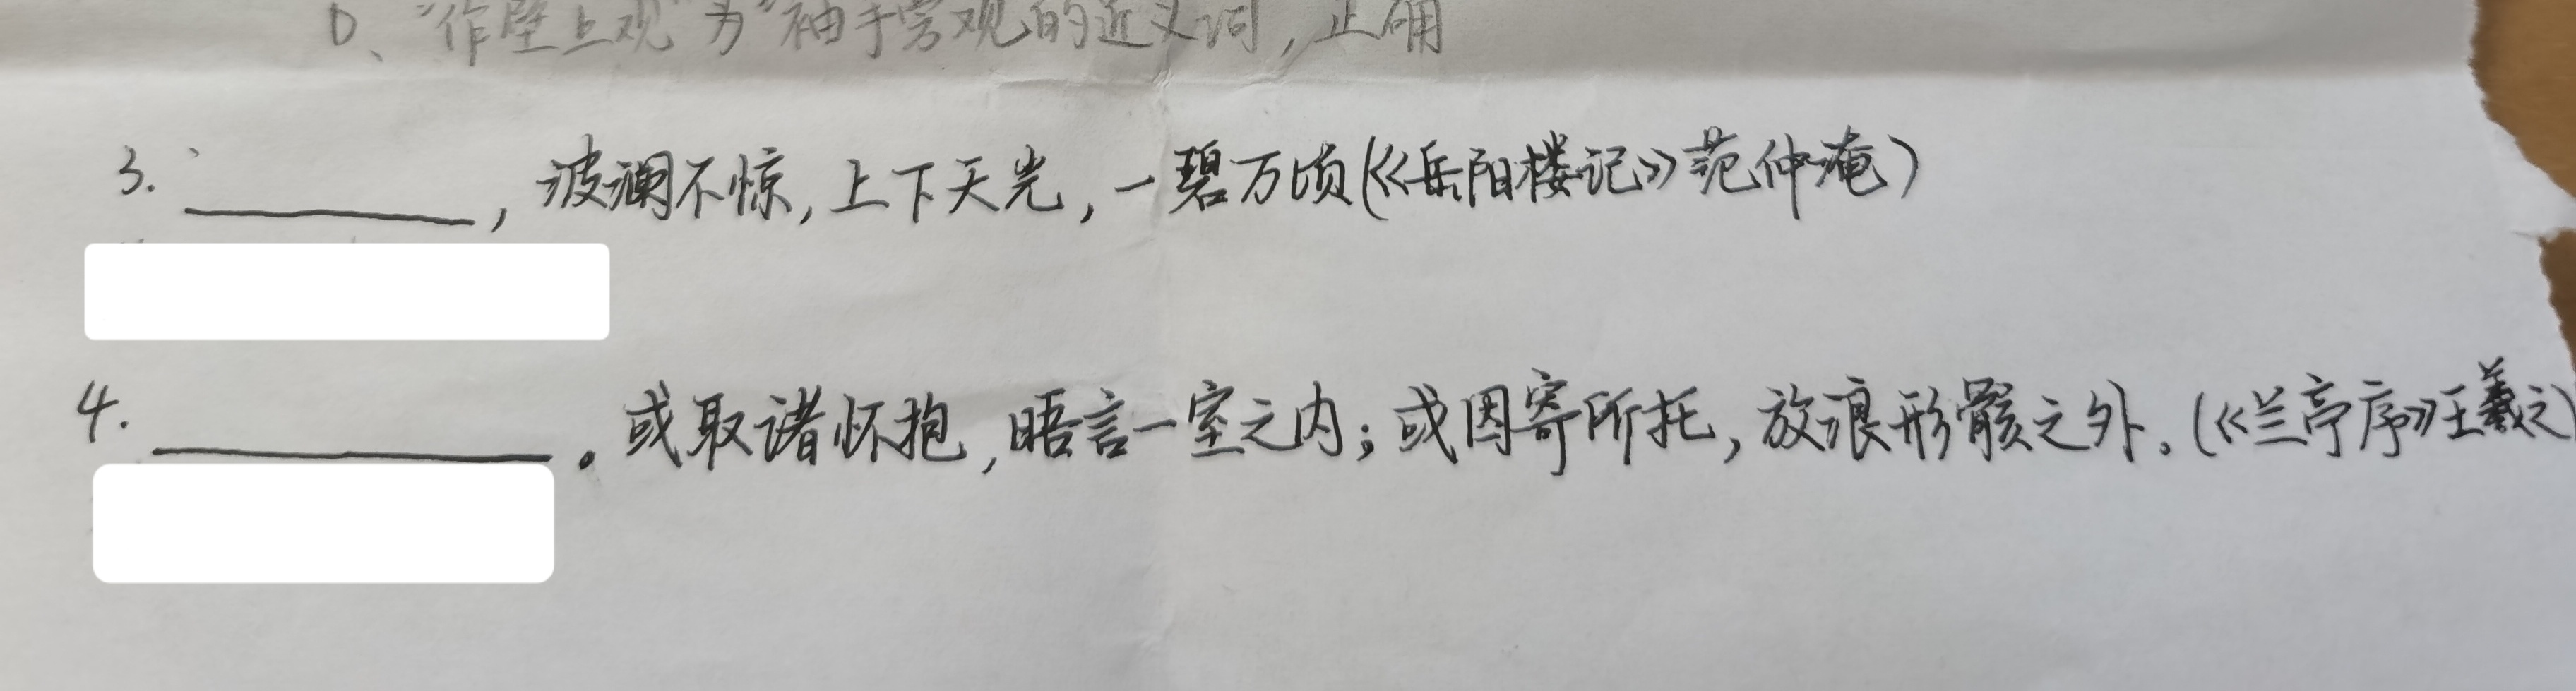 D、"作壁上观"为"袖手旁观的近义词，正确
3. ________，波澜不惊，上下天光，一碧万顷(《岳阳楼记》范仲淹）
4. ________。或取诸怀抱，晤言一室之内；或因寄所托，放浪形骸之外。(《兰亭序》王羲之)